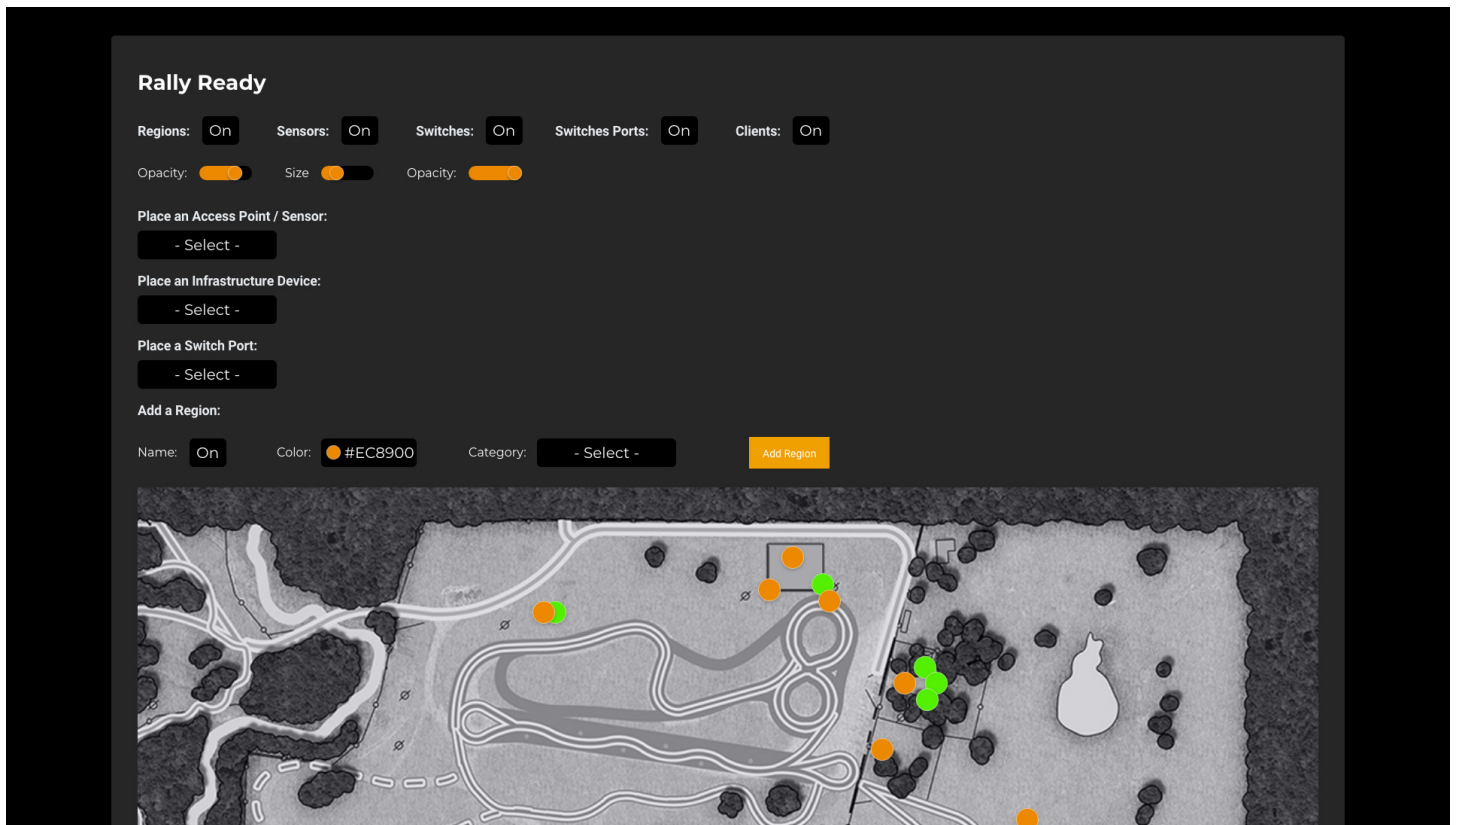 Rally Ready
Regions: On Sensors: On Switches: On Switches Ports: On Clients: On
Opacity: Size Opacity:
Place an Access Point / Sensor:
- Select -
Place an Infrastructure Device:
- Select -
Place a Switch Port:
- Select -
Add a Region:
Name: On Color: #EC8900 Category: - Select - Add Region